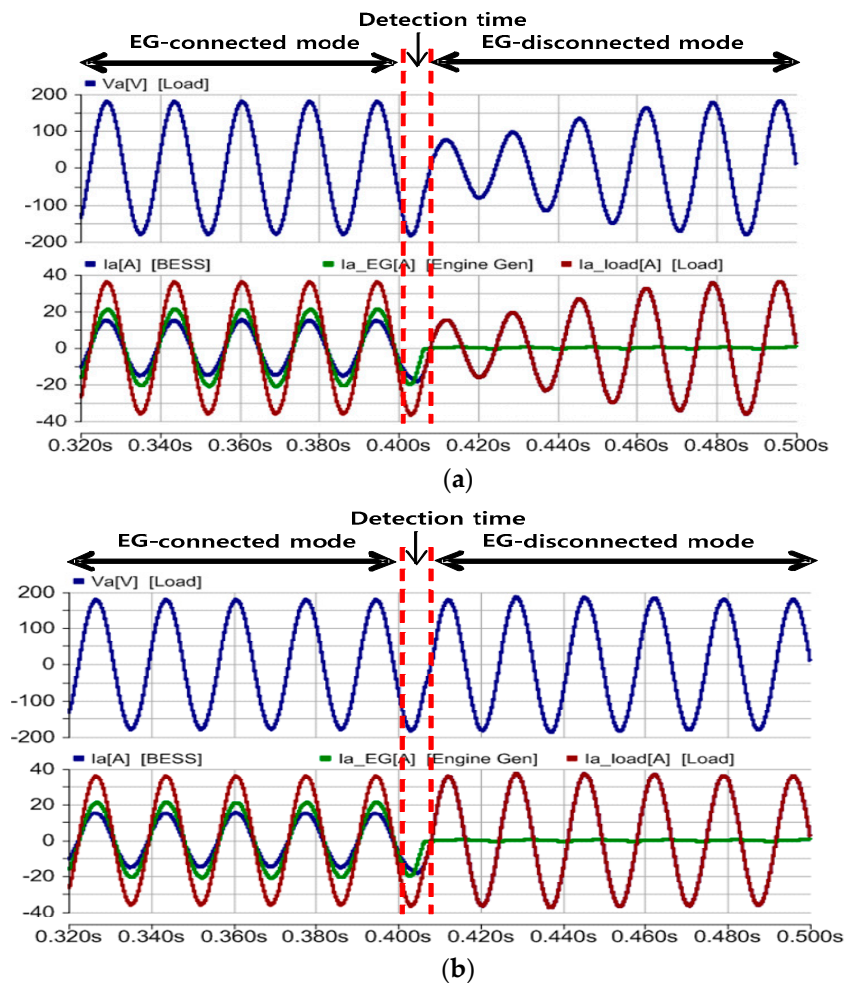 Detection time
EG-connected mode EG-disconnected mode
Va[V] [Load]
200
100
0
-100
-200
Ia[A] [BESS] Ia_EG[A] [Engine Gen] Ia_load[A] [Load]
40
20
0
-20
-40
0.320s 0.340s 0.360s 0.380s 0.400s 0.420s 0.440s 0.460s 0.480s 0.500s
(a)
Detection time
EG-connected mode EG-disconnected mode
Va[V] [Load]
200
100
0
-100
-200
Ia[A] [BESS] Ia_EG[A] [Engine Gen] Ia_load[A] [Load]
40
20
0
-20
-40
0.320s 0.340s 0.360s 0.380s 0.400s 0.420s 0.440s 0.460s 0.480s 0.500s
(b)